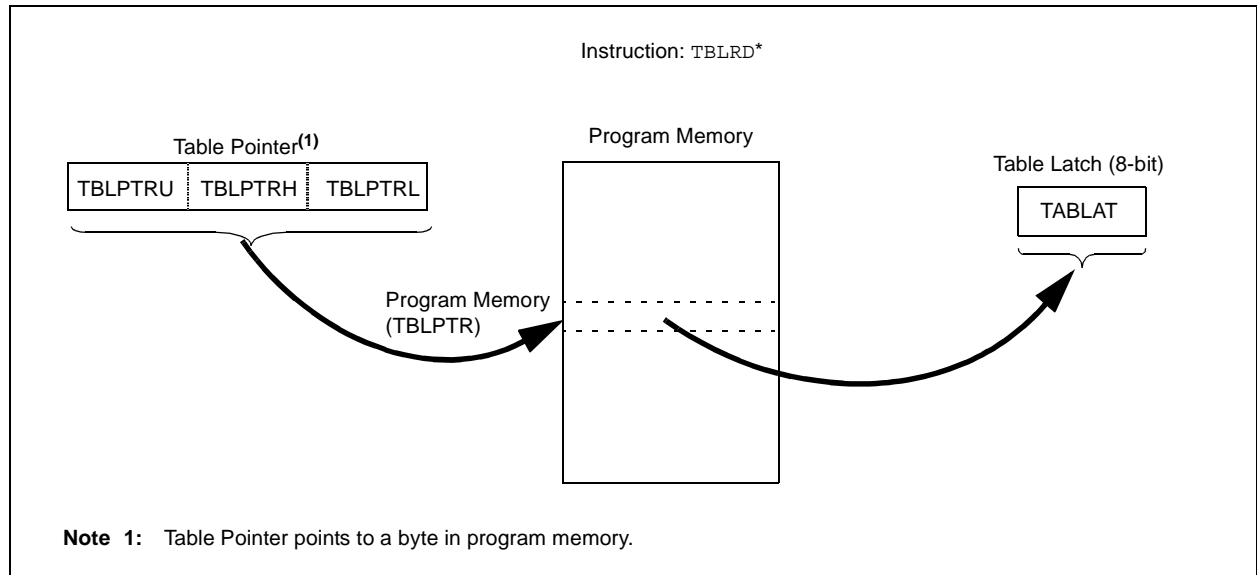 Instruction: TBLRD*
Program Memory
Table Pointer(1)
Table Latch (8-bit)
TBLPTRU TBLPTRH TBLPTRL
TABLAT
Program Memory
(TBLPTR)
Note 1: Table Pointer points to a byte in program memory.